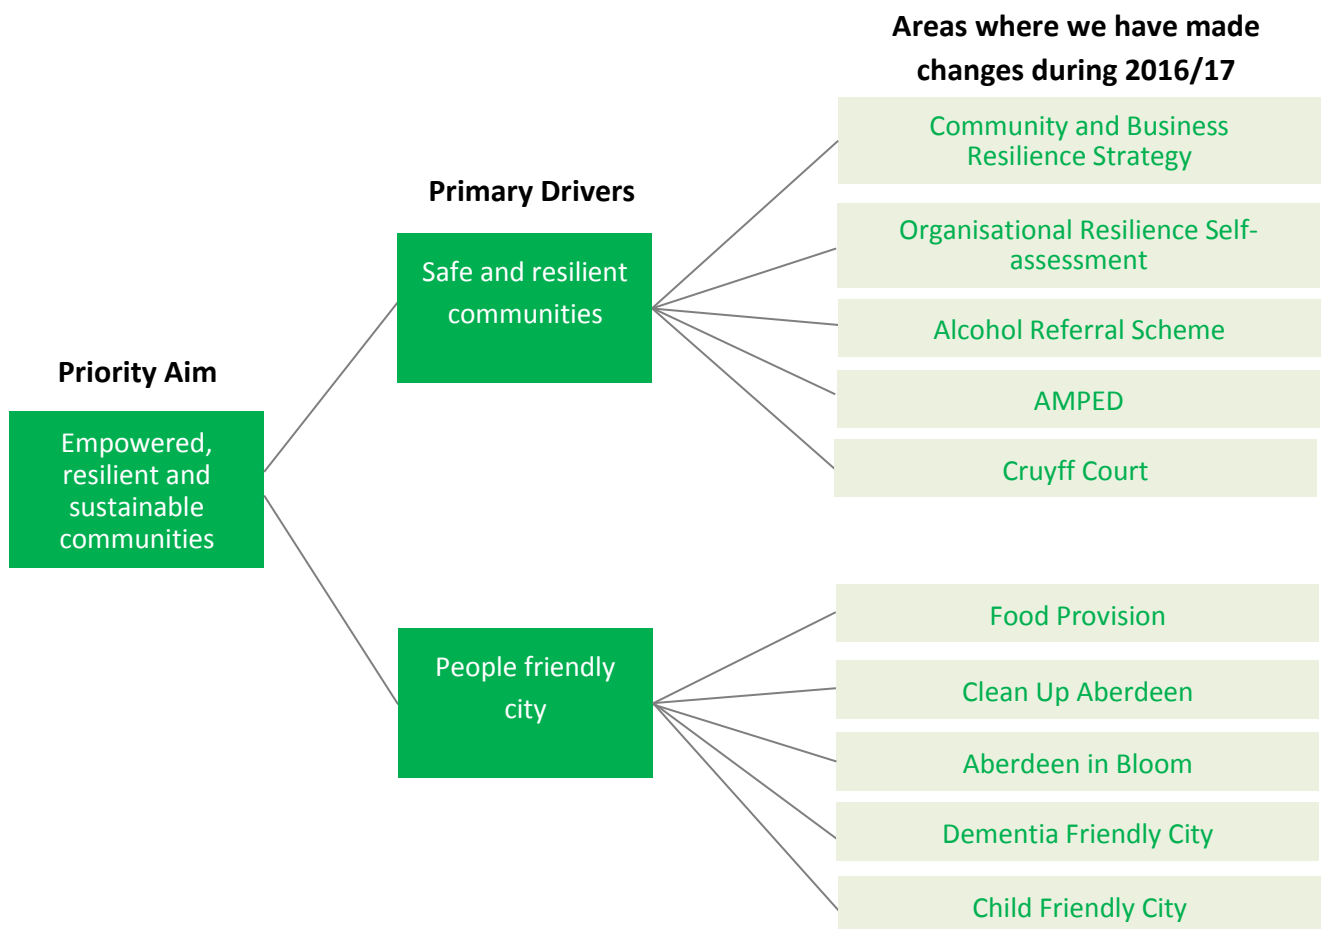 Areas where we have made
changes during 2016/17
Community and Business
Resilience Strategy
Primary Drivers
Organisational Resilience Self-
assessment
Safe and resilient
communities
Alcohol Referral Scheme
Priority Aim
AMPED
Empowered,
resilient and
sustainable
communities
Cruyff Court
Food Provision
People friendly
city
Clean Up Aberdeen
Aberdeen in Bloom
Dementia Friendly City
Child Friendly City